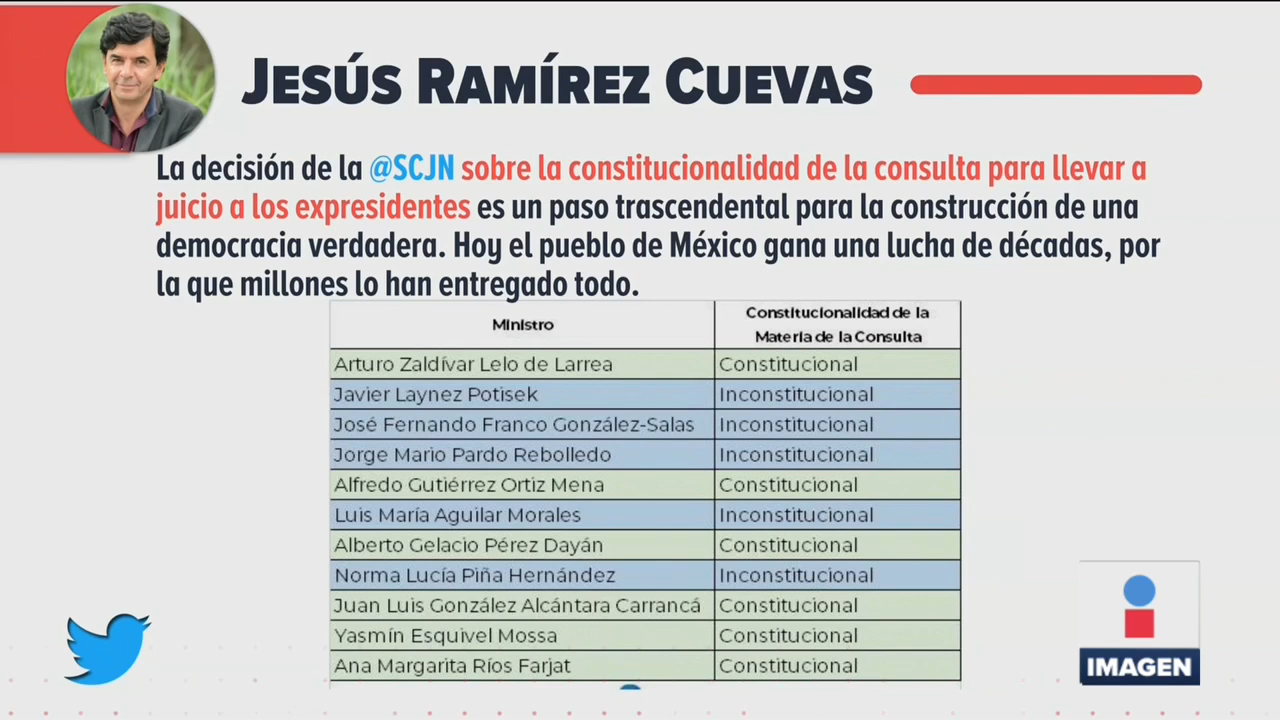 JESÚS RAMÍREZ CUEVAS
La decisión de la @SCJN sobre la constitucionalidad de la consulta para llevar a
juicio a los expresidentes es un paso trascendental para la construcción de una
democracia verdadera. Hoy el pueblo de México gana una lucha de décadas, por
la que millones lo han entregado todo.
Ministro Constitucionalidad de la
Materia de la Consulta
Arturo Zaldívar Lelo de Larrea Constitucional
Javier Laynez Potisek Inconstitucional
José Fernando Franco González-Salas Inconstitucional
Jorge Mario Pardo Rebolledo Inconstitucional
Alfredo Gutiérrez Ortiz Mena Constitucional
Luis María Aguilar Morales Inconstitucional
Alberto Gelacio Pérez Dayán Constitucional
Norma Lucía Piña Hernández Inconstitucional
Juan Luis González Alcántara Carrancá Constitucional
Yasmín Esquivel Mossa Constitucional
Ana Margarita Ríos Farjat Constitucional
IMAGEN